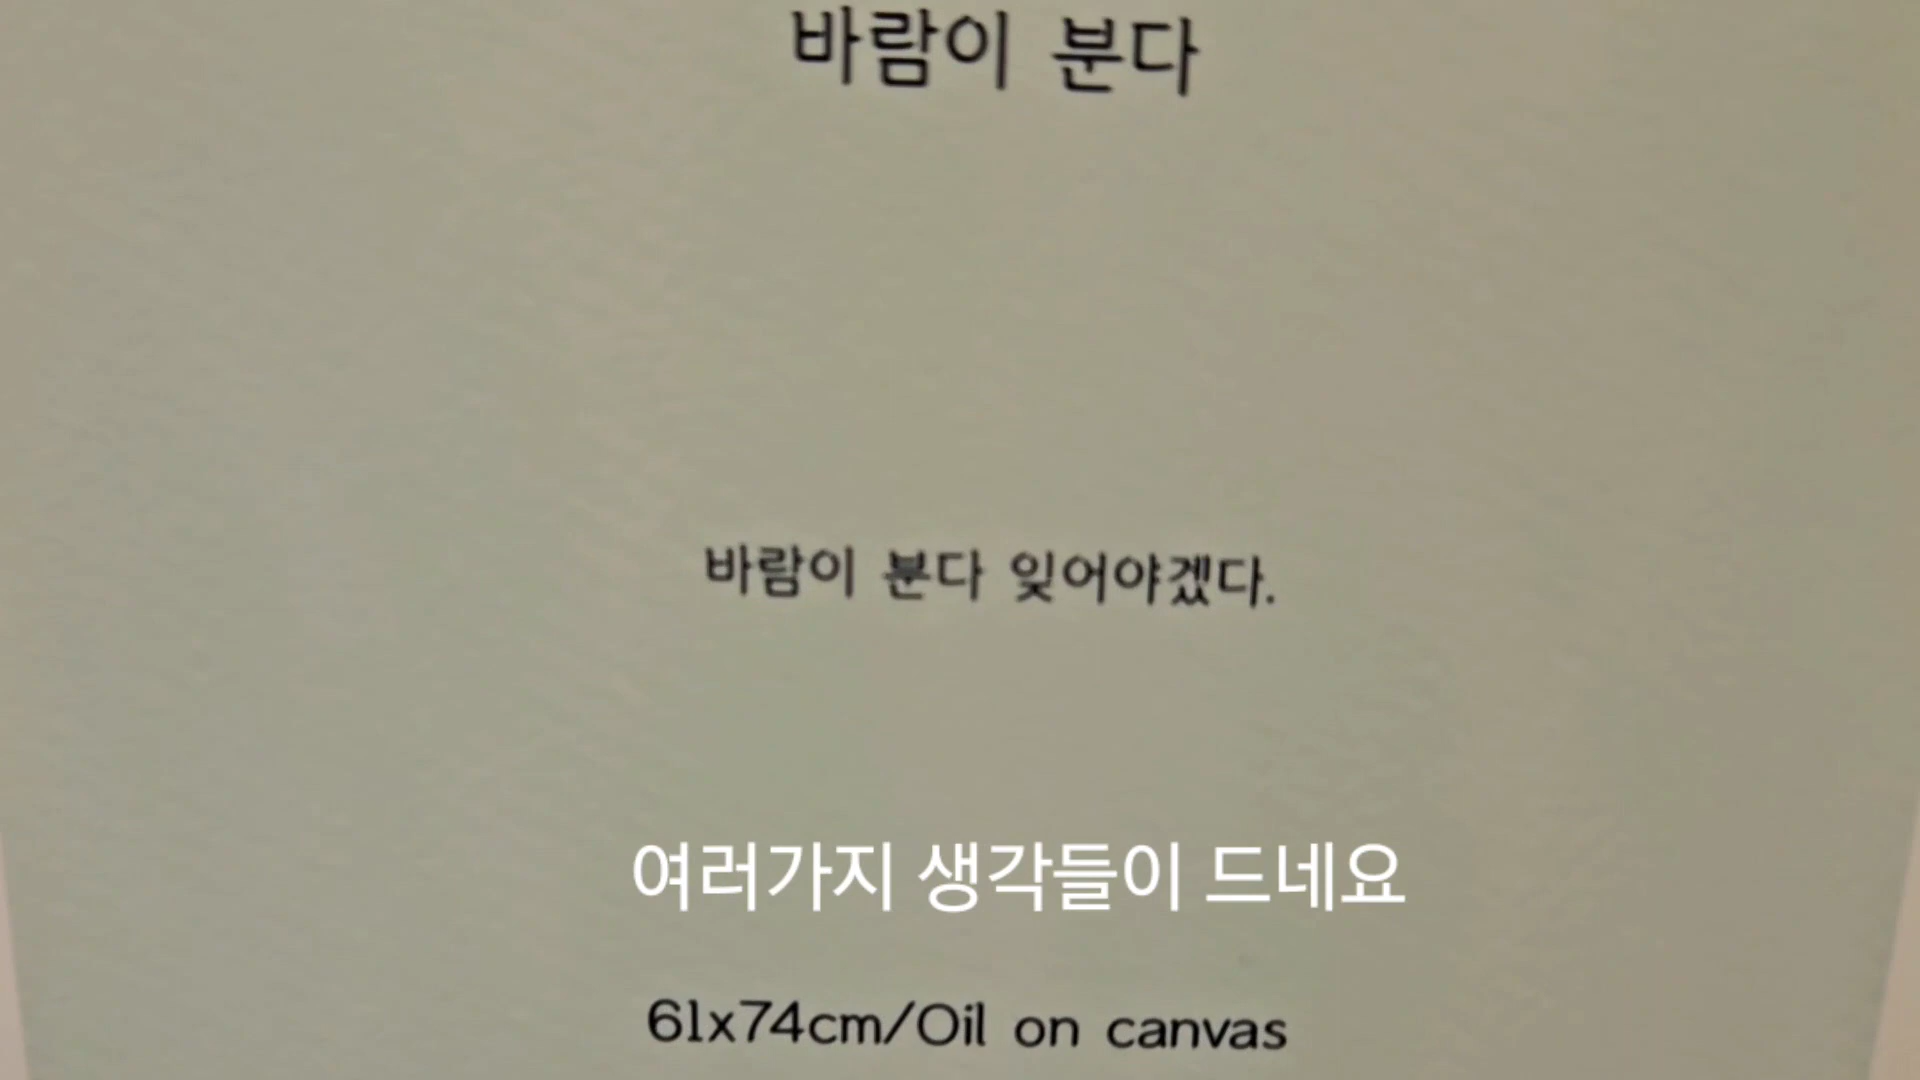 바람이 분다
바람이 분다 잊어야겠다.
여러가지 생각들이 드네요
61x74cm/Oil on canvas